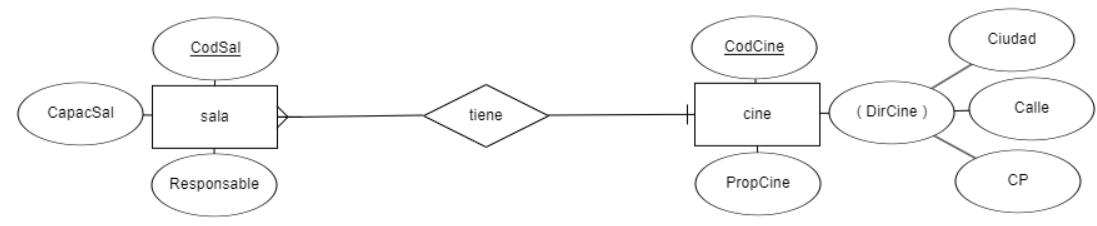 CodSal
CapacSal
sala
Responsable
tiene
CodCine
cine
PropCine
( DirCine )
Ciudad
Calle
CP